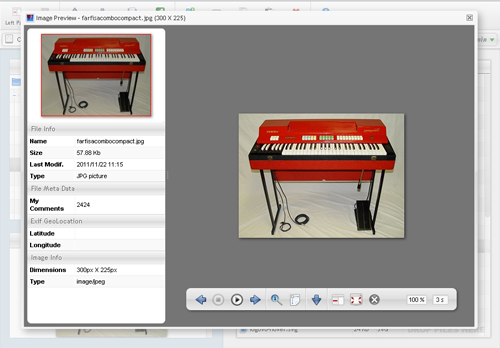 Image Preview - farfisacombocompact.jpg (300 X 225)
File Info
Name farfisacombocompact.jpg
Size 57.88 Kb
Last Modif. 2011/11/22 11:15
Type JPG picture
File Meta Data
My Comments 2424
Exif GeoLocation
Latitude
Longitude
Image Info
Dimensions 300px X 225px
Type image/jpeg
100 % 3 s